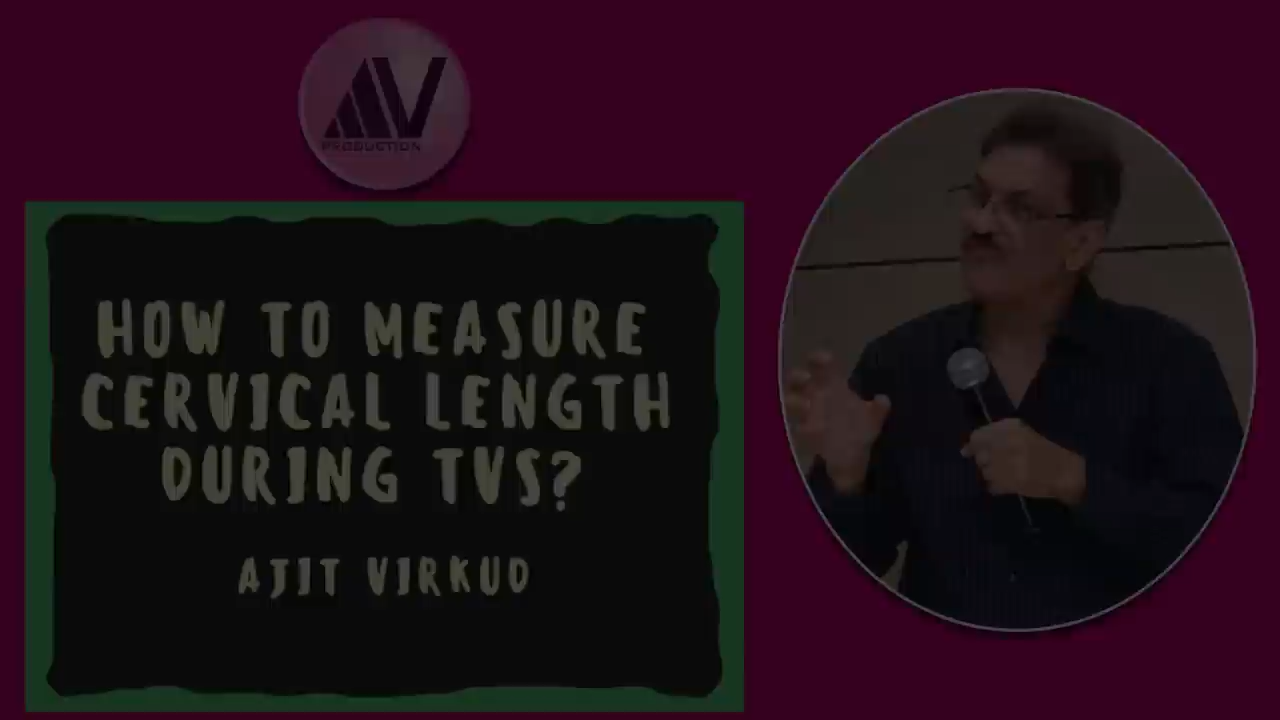 AV
PRODUCTION
HOW TO MEASURE
CERVICAL LENGTH
DURING TVS?
AJIT VIRKUD